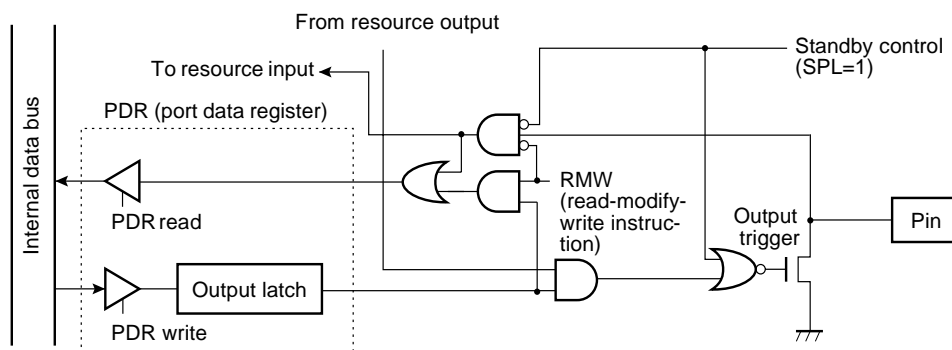 From resource output
To resource input
Standby control
(SPL=1)
PDR (port data register)
Internal data bus
PDR read
RMW
(read-modify-
write instruc-
tion)
Output
trigger
Pin
Output latch
PDR write